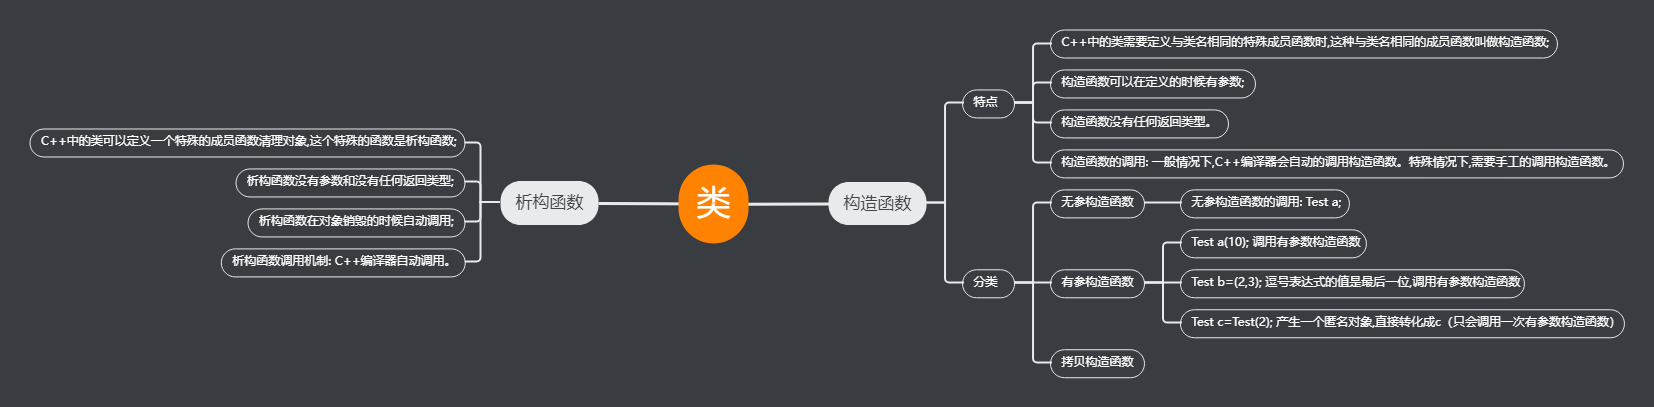 类
构造函数
特点
C++中的类需要定义与类名相同的特殊成员函数时,这种与类名相同的成员函数叫做构造函数;
构造函数可以在定义的时候有参数;
构造函数没有任何返回类型。
构造函数的调用: 一般情况下,C++编译器会自动的调用构造函数。特殊情况下,需要手工的调用构造函数。
分类
无参构造函数
无参构造函数的调用: Test a;
有参构造函数
Test a(10); 调用有参数构造函数
Test b=(2,3); 逗号表达式的值是最后一位,调用有参数构造函数
Test c=Test(2); 产生一个匿名对象,直接转化成c（只会调用一次有参数构造函数）
拷贝构造函数
析构函数
C++中的类可以定义一个特殊的成员函数清理对象,这个特殊的函数是析构函数;
析构函数没有参数和没有任何返回类型;
析构函数在对象销毁的时候自动调用;
析构函数调用机制: C++编译器自动调用。